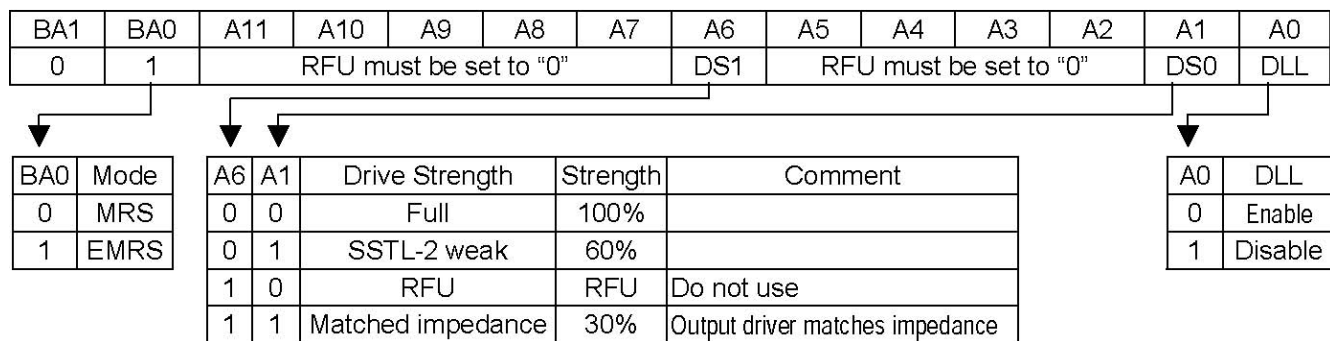 BA1 BA0 A11 A10 A9 A8 A7 A6 A5 A4 A3 A2 A1 A0
0 1 RFU must be set to “0” DS1 RFU must be set to “0” DS0 DLL
BA0 Mode
0 MRS
1 EMRS
A6 A1 Drive Strength Strength Comment
0 0 Full 100%
0 1 SSTL-2 weak 60%
1 0 RFU RFU Do not use
1 1 Matched impedance 30% Output driver matches impedance
A0 DLL
0 Enable
1 Disable